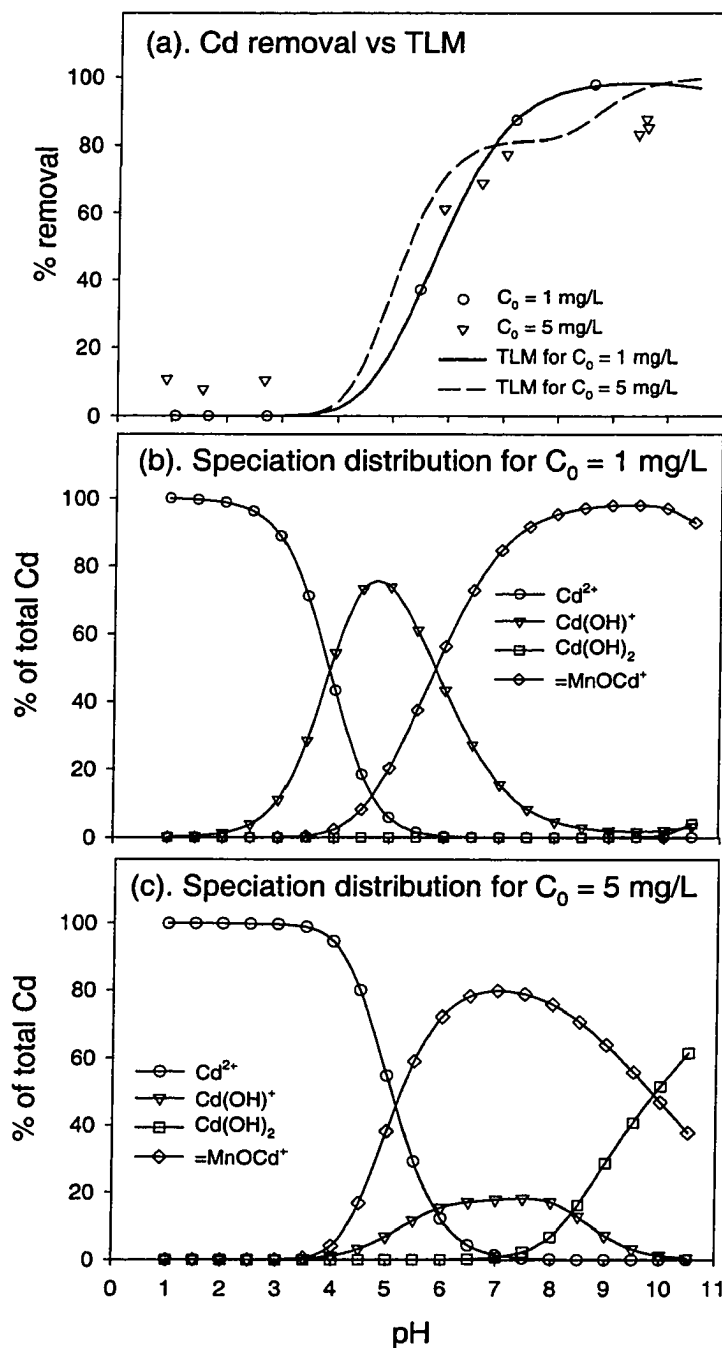 (a). Cd removal vs TLM
% removal
100
80
60
40
20
0
C₀ = 1 mg/L
C₀ = 5 mg/L
TLM for C₀ = 1 mg/L
TLM for C₀ = 5 mg/L
(b). Speciation distribution for C₀ = 1 mg/L
% of total Cd
100
80
60
40
20
0
Cd²⁺
Cd(OH)⁺
Cd(OH)₂
=MnOCd⁺
(c). Speciation distribution for C₀ = 5 mg/L
% of total Cd
100
80
60
40
20
0
Cd²⁺
Cd(OH)⁺
Cd(OH)₂
=MnOCd⁺
0 1 2 3 4 5 6 7 8 9 10 11
pH